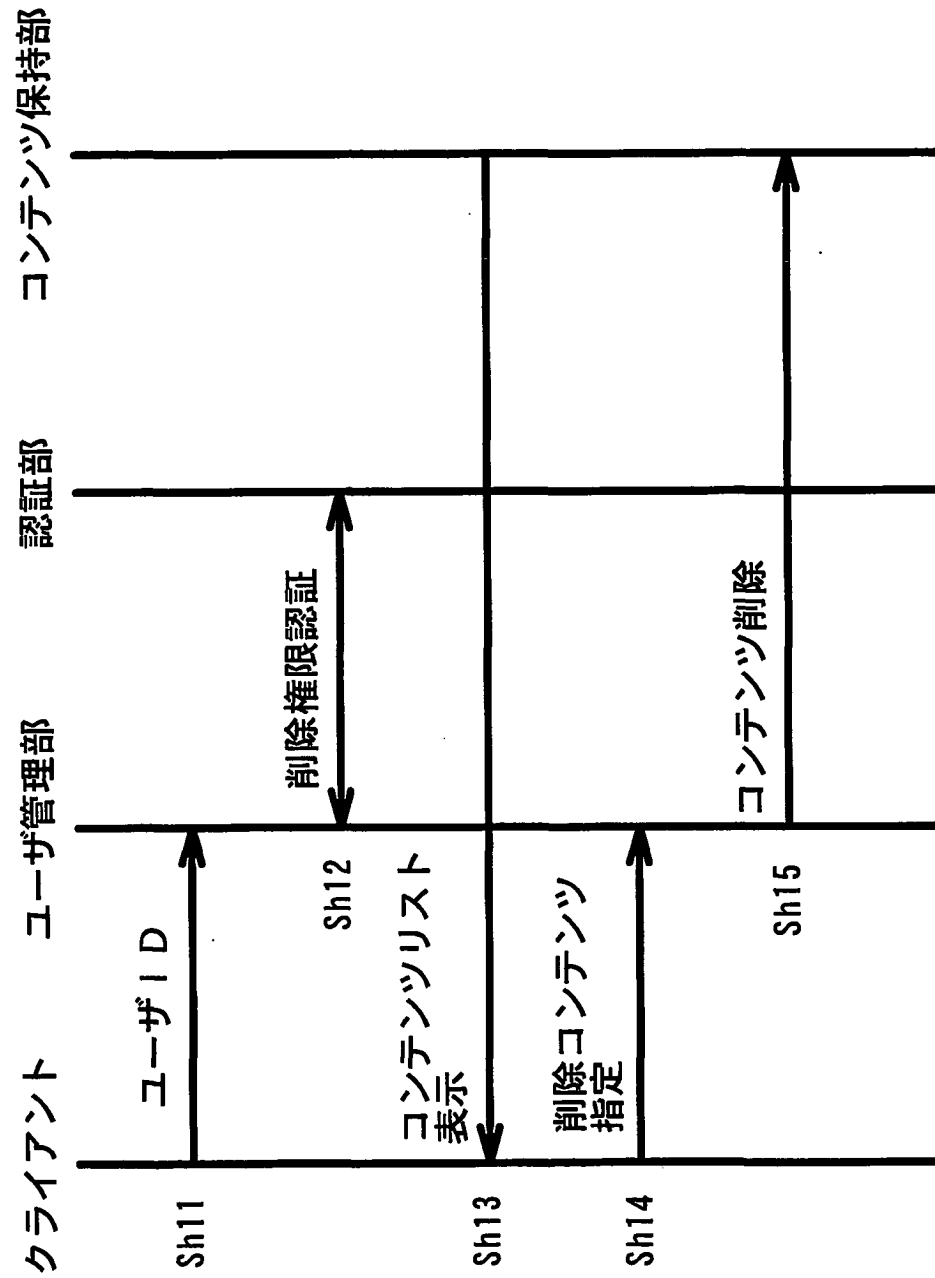 クライアント
ユーザ管理部
認証部
コンテンツ保持部
Sh11
ユーザID
Sh12
削除権限認証
Sh13
コンテンツリスト
表示
Sh14
削除コンテンツ
指定
Sh15
コンテンツ削除